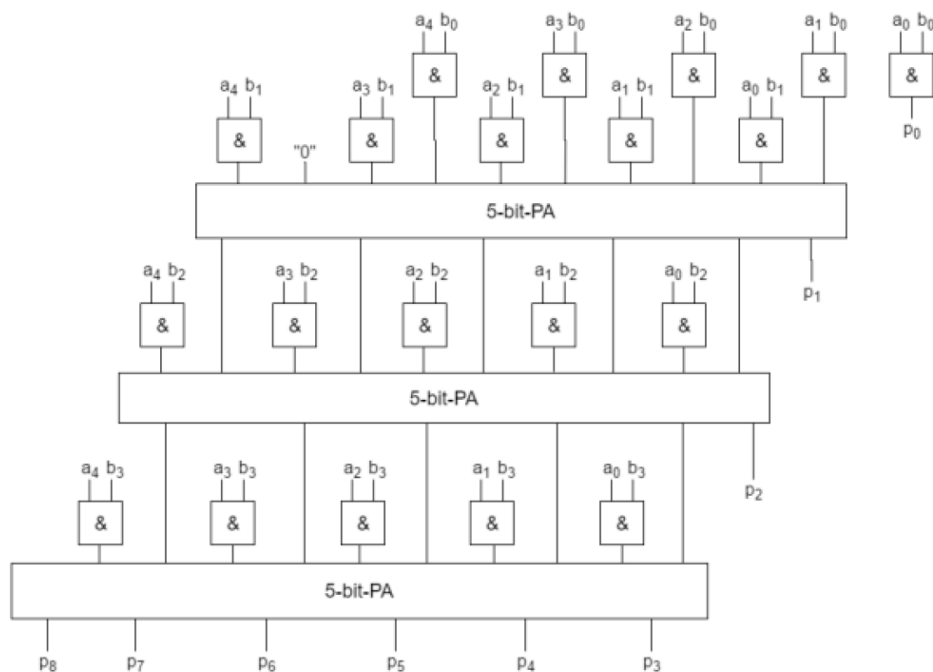 a₄ b₀ a₃ b₀ a₂ b₀ a₁ b₀ a₀ b₀
& & & & &
a₄ b₁ a₃ b₁ a₂ b₁ a₁ b₁ a₀ b₁
& & & & &
p₀
"0"
5-bit-PA
a₄ b₂ a₃ b₂ a₂ b₂ a₁ b₂ a₀ b₂
p₁
& & & & &
5-bit-PA
a₄ b₃ a₃ b₃ a₂ b₃ a₁ b₃ a₀ b₃
p₂
& & & & &
5-bit-PA
p₈ p₇ p₆ p₅ p₄ p₃